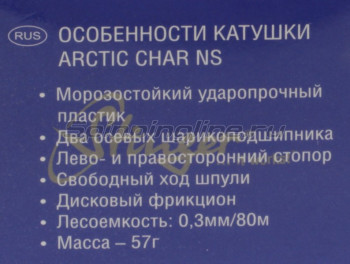 RUS
ОСОБЕННОСТИ КАТУШКИ
ARCTIC CHAR NS
• Морозостойкий ударопрочный
пластик
• Два осевых шарикоподшипника
• Лево- и правосторонний стопор
• Свободный ход шпули
• Дисковый фрикцион
• Лесоемкость: 0,3мм/80м
• Масса – 57г